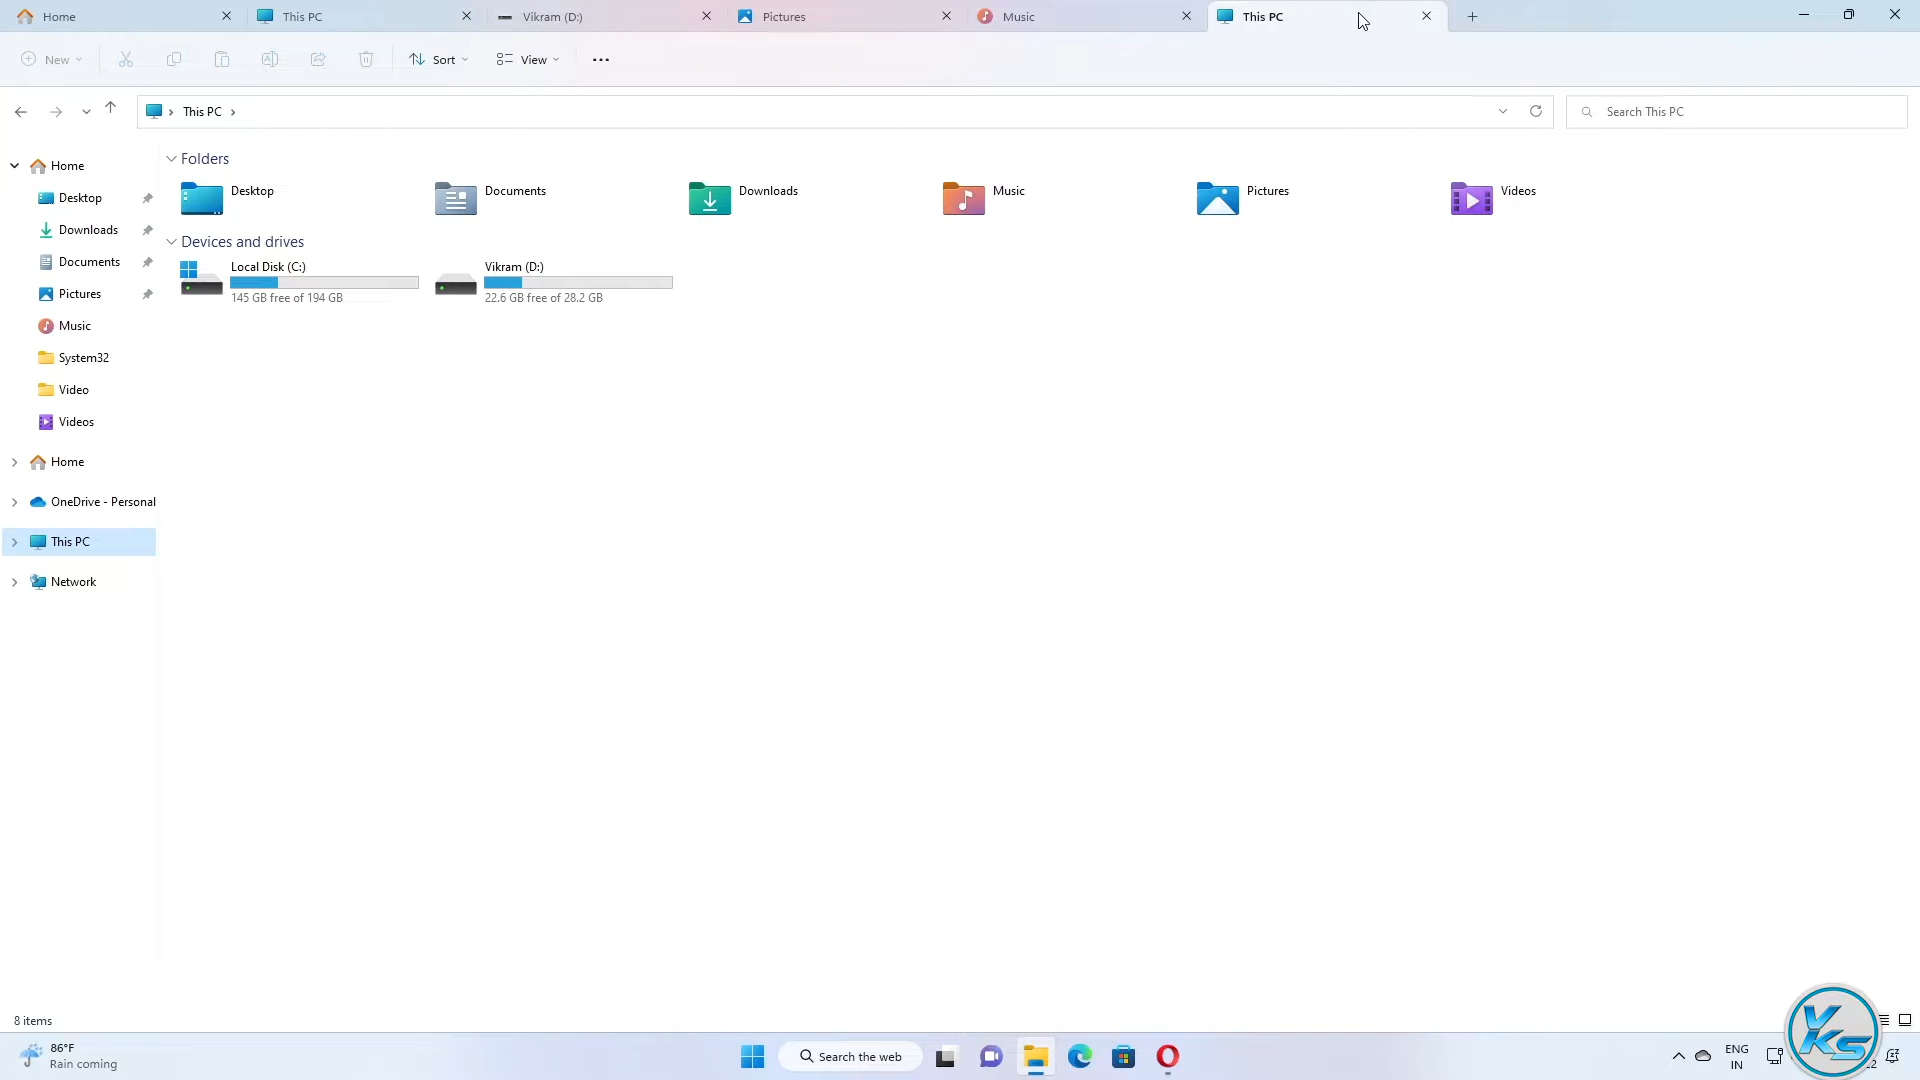 Home
This PC
Vikram (D:)
Pictures
Music
This PC
New
Sort
View
This PC
Search This PC
Home
Desktop
Downloads
Documents
Pictures
Music
System32
Video
Videos
Home
OneDrive - Personal
This PC
Network
Folders
Desktop
Documents
Downloads
Music
Pictures
Videos
Devices and drives
Local Disk (C:)
145 GB free of 194 GB
Vikram (D:)
22.6 GB free of 28.2 GB
8 items
86°F
Rain coming
Search the web
ENG
IN
VKS